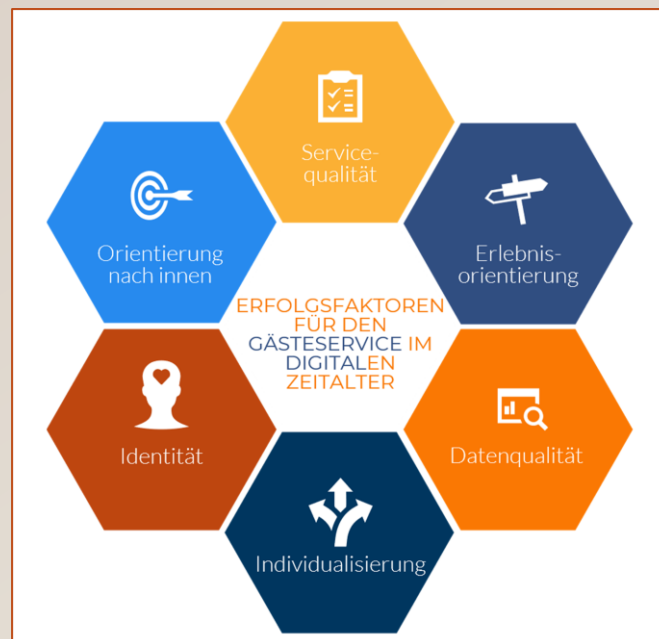 Service-
qualität
Orientierung
nach innen
Erlebnis-
orientierung
ERFOLGSFAKTOREN
FÜR DEN
GÄSTESERVICE IM
DIGITALEN
ZEITALTER
Identität
Datenqualität
Individualisierung